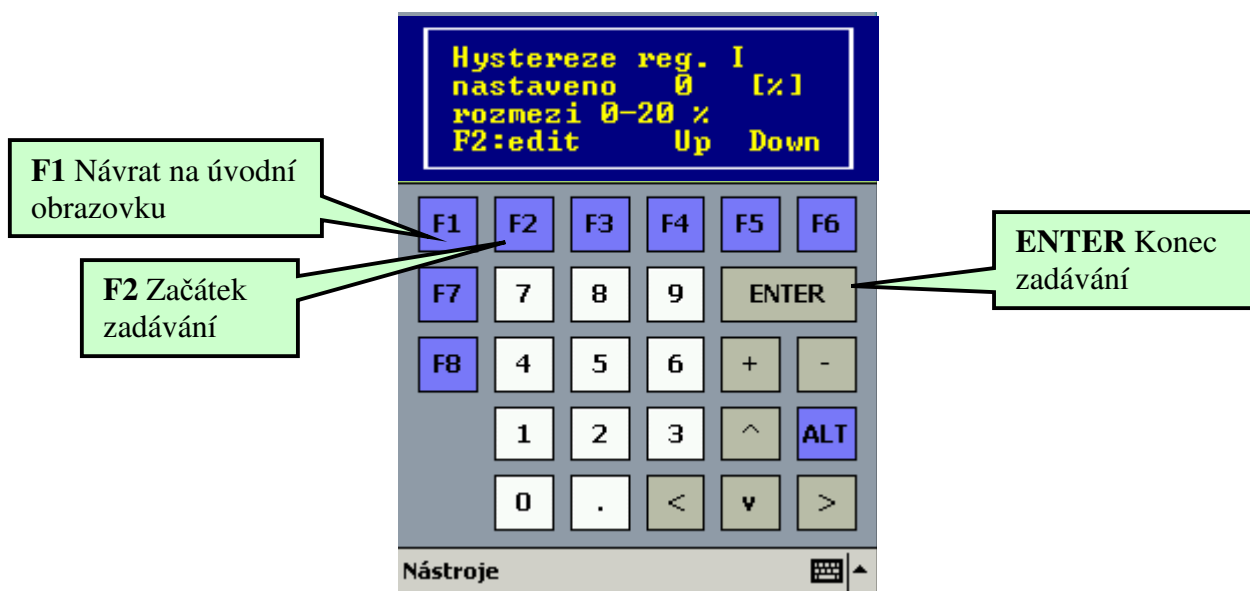 Hystereze reg. I
nastaveno 0 [%]
rozmezi 0-20 %
F2:edit Up Down
F1 Návrat na úvodní
obrazovku
F1 F2 F3 F4 F5 F6
ENTER Konec
zadávání
F2 Začátek
zadávání
F7 7 8 9 ENTER
F8 4 5 6 + -
1 2 3 ^ ALT
0 . < v >
Nástroje